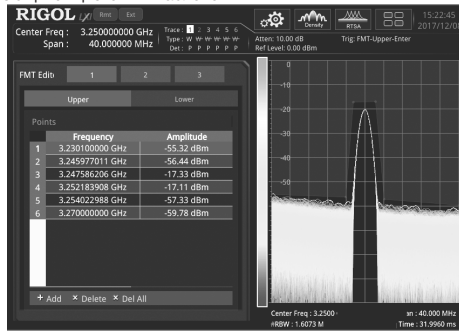 RIGOL Rmt Ext
Center Freq : 3.250000000 GHz
Span : 40.000000 MHz
Trace : 1 2 3 4 5 6
Type : W W W W W W
Det : P P P P P P
Atten: 10.00 dB
Ref Level: 0.00 dBm
RTSA
Trig: FMT-Upper-Enter
15:22:45
2017/12/0
FMT Edit
1 2 3
Upper Lower
Points
Frequency Amplitude
1 3.230100000 GHz -55.32 dBm
2 3.245977011 GHz -56.44 dBm
3 3.247586206 GHz -17.33 dBm
4 3.252183908 GHz -17.11 dBm
5 3.254022988 GHz -57.33 dBm
6 3.270000000 GHz -59.78 dBm
+ Add × Delete × Del All
0
-10
-20
-30
-40
-50
Center Freq : 3.2500
an : 40.000 MHz
#RBW : 1.6073 M
Time : 31.9960 ms